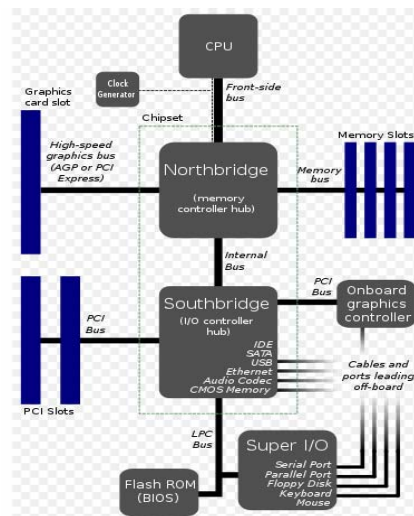 CPU
Clock
Generator
Front-side
bus
Graphics
card slot
Chipset
High-speed
graphics bus
(AGP or PCI
Express)
Northbridge
(memory
controller hub)
Memory
bus
Memory Slots
Internal
Bus
PCI
Bus
Southbridge
(I/O controller
hub)
PCI
Bus
Onboard
graphics
controller
IDE
SATA
USB
Ethernet
Audio Codec
CMOS Memory
Cables and
ports leading
off-board
PCI Slots
LPC
Bus
Super I/O
Serial Port
Parallel Port
Floppy Disk
Keyboard
Mouse
Flash ROM
(BIOS)